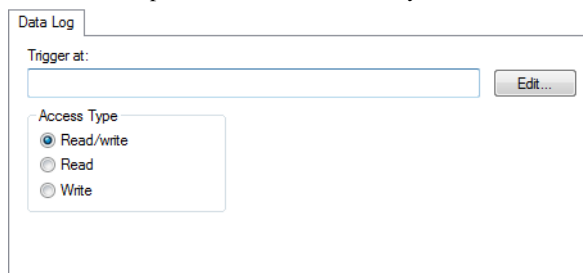 Data Log
Trigger at:
Edit...
Access Type
Read/write
Read
Write